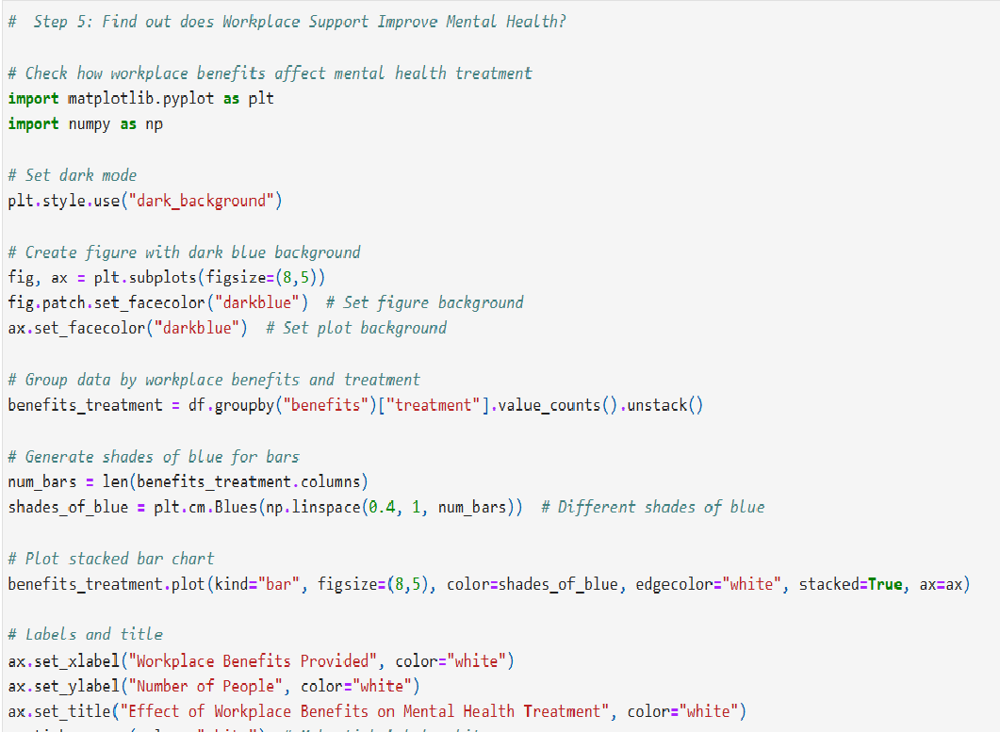 #  Step 5: Find out does Workplace Support Improve Mental Health?
# Check how workplace benefits affect mental health treatment
import matplotlib.pyplot as plt
import numpy as np
# Set dark mode
plt.style.use("dark_background")
# Create figure with dark blue background
fig, ax = plt.subplots(figsize=(8,5))
fig.patch.set_facecolor("darkblue")  # Set figure background
ax.set_facecolor("darkblue")  # Set plot background
# Group data by workplace benefits and treatment
benefits_treatment = df.groupby("benefits")["treatment"].value_counts().unstack()
# Generate shades of blue for bars
num_bars = len(benefits_treatment.columns)
shades_of_blue = plt.cm.Blues(np.linspace(0.4, 1, num_bars))  # Different shades of blue
# Plot stacked bar chart
benefits_treatment.plot(kind="bar", figsize=(8,5), color=shades_of_blue, edgecolor="white", stacked=True, ax=ax)
# Labels and title
ax.set_xlabel("Workplace Benefits Provided", color="white")
ax.set_ylabel("Number of People", color="white")
ax.set_title("Effect of Workplace Benefits on Mental Health Treatment", color="white")